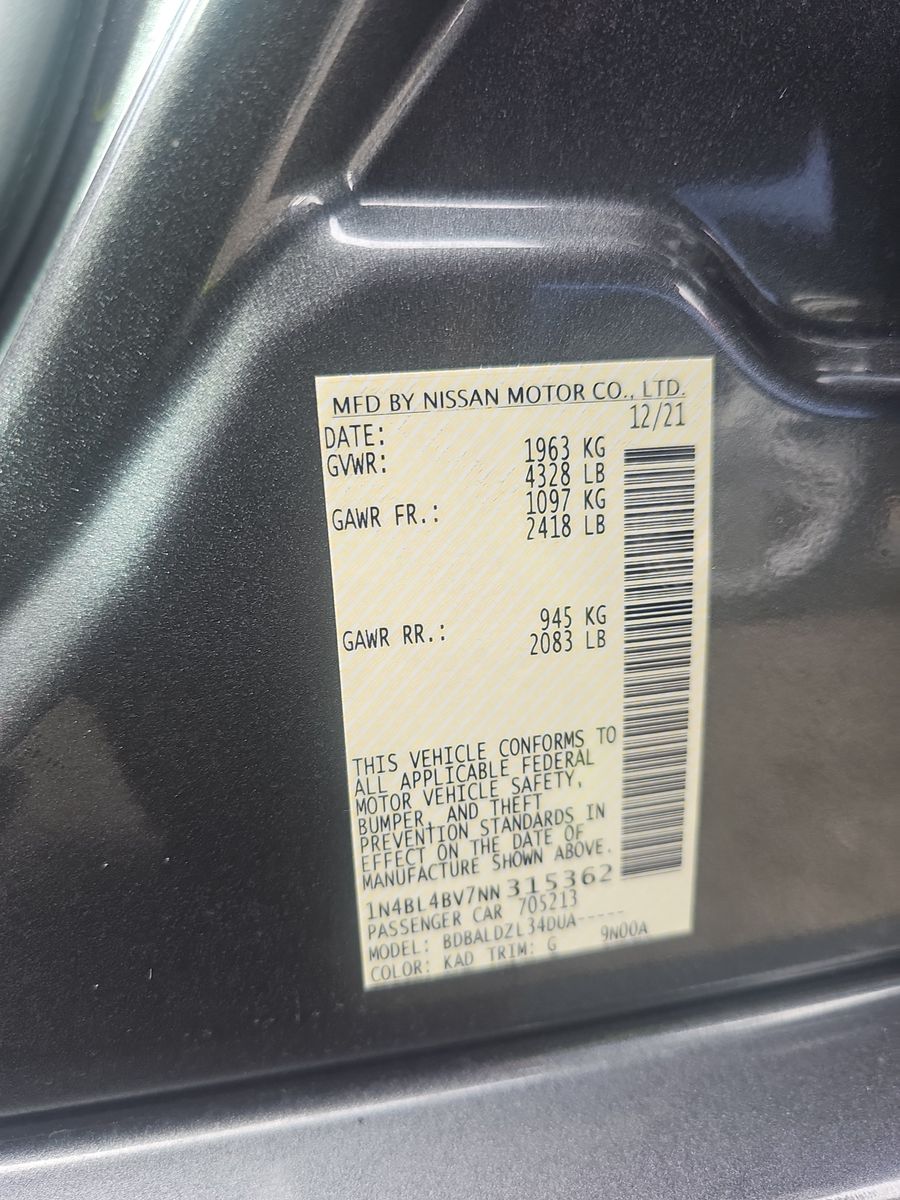 MFD BY NISSAN MOTOR CO., LTD.
DATE: 12/21
GVWR: 1963 KG
4328 LB
GAWR FR.: 1097 KG
2418 LB
GAWR RR.: 945 KG
2083 LB
THIS VEHICLE CONFORMS TO
ALL APPLICABLE FEDERAL
MOTOR VEHICLE SAFETY,
BUMPER, AND THEFT
PREVENTION STANDARDS IN
EFFECT ON THE DATE OF
MANUFACTURE SHOWN ABOVE.
1N4BL4BV7NN315362
PASSENGER CAR 705213
MODEL: BDBALDZL34DUA-----
COLOR: KAD TRIM: G 9N00A